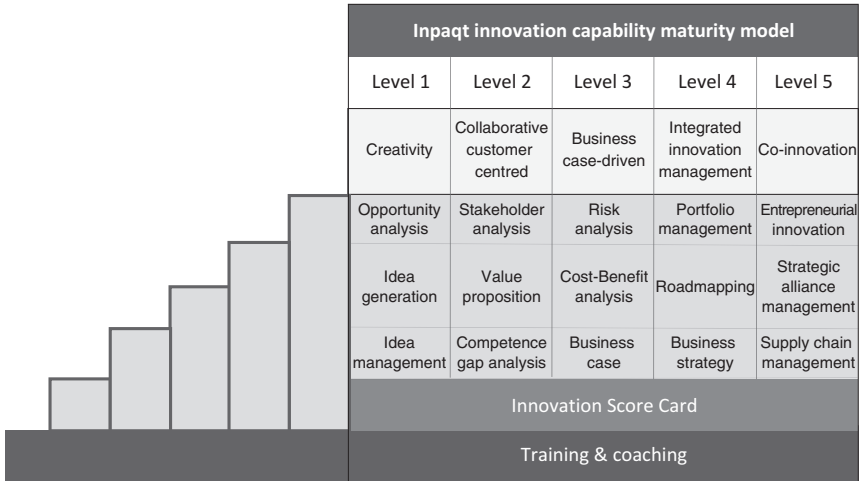 Inpaqt innovation capability maturity model
Level 1 Level 2 Level 3 Level 4 Level 5
Creativity
Collaborative
customer
centred
Business
case-driven
Integrated
innovation
management
Co-innovation
Opportunity
analysis
Stakeholder
analysis
Risk
analysis
Portfolio
management
Entrepreneurial
innovation
Idea
generation
Value
proposition
Cost-Benefit
analysis
Roadmapping
Strategic
alliance
management
Idea
management
Competence
gap analysis
Business
case
Business
strategy
Supply chain
management
Innovation Score Card
Training & coaching